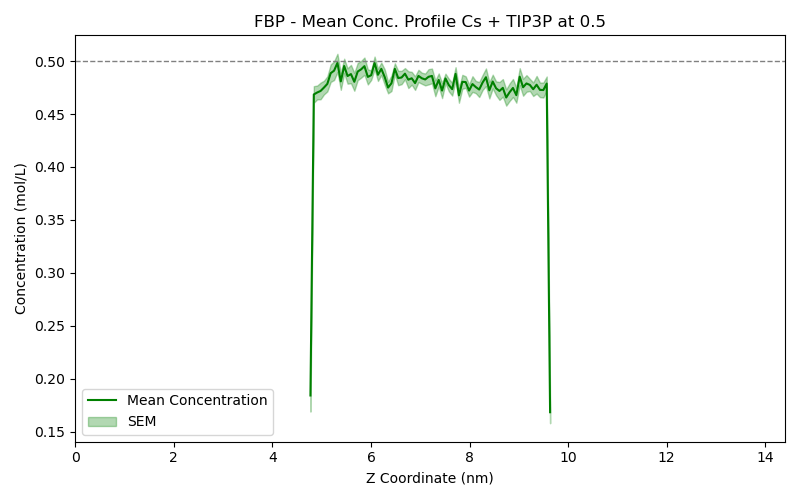 FBP - Mean Conc. Profile Cs + TIP3P at 0.5
Concentration (mol/L)
0.50
0.45
0.40
0.35
0.30
0.25
0.20
0.15
Mean Concentration
SEM
0 2 4 6 8 10 12 14
Z Coordinate (nm)